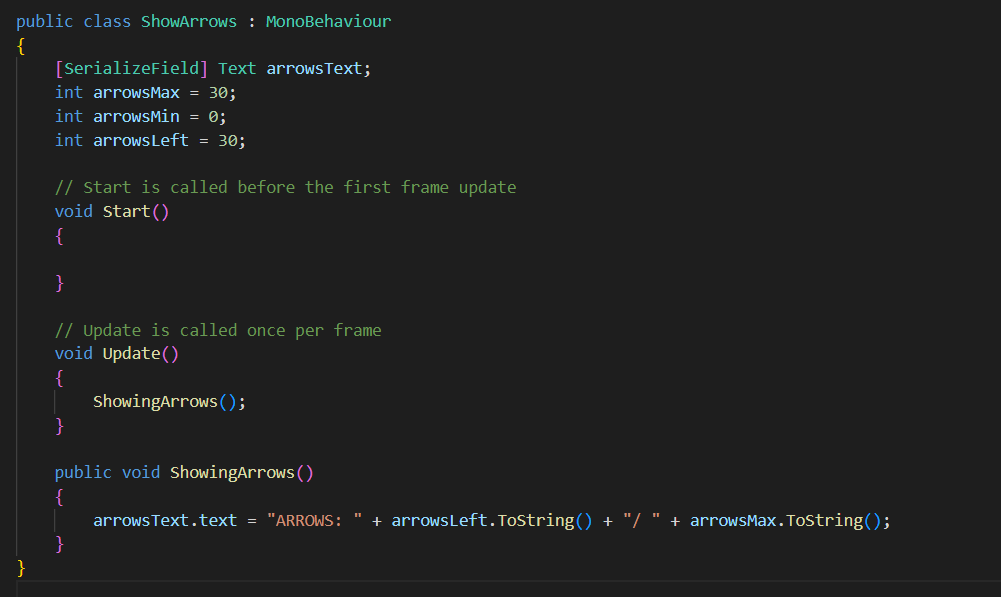 public class ShowArrows : MonoBehaviour
{
    [SerializeField] Text arrowsText;
    int arrowsMax = 30;
    int arrowsMin = 0;
    int arrowsLeft = 30;

    // Start is called before the first frame update
    void Start()
    {

    }

    // Update is called once per frame
    void Update()
    {
        ShowingArrows();
    }

    public void ShowingArrows()
    {
        arrowsText.text = "ARROWS: " + arrowsLeft.ToString() + "/ " + arrowsMax.ToString();
    }
}